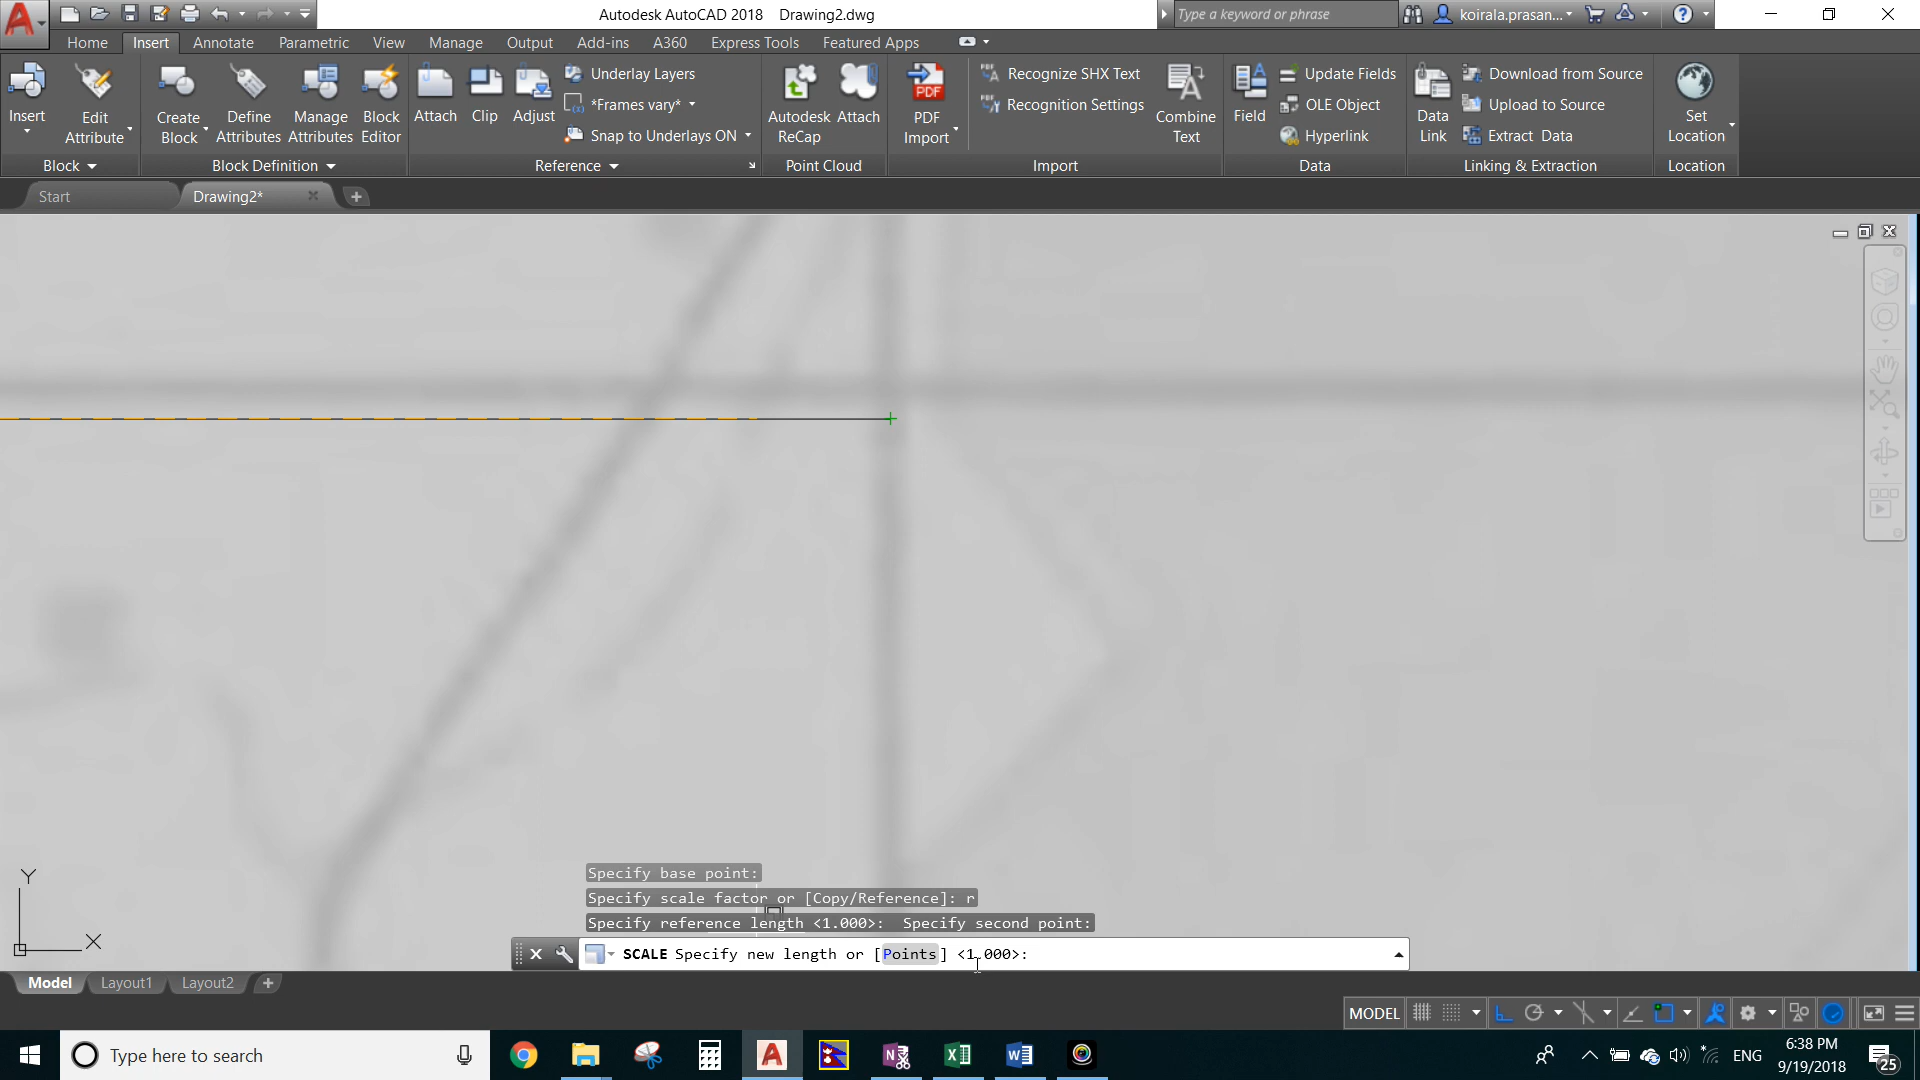 Autodesk AutoCAD 2018 Drawing2.dwg
Type a keyword or phrase
koirala.prasan...
Home Insert Annotate Parametric View Manage Output Add-ins A360 Express Tools Featured Apps
Insert
Edit Attribute
Create Block
Define Attributes
Manage Attributes
Block Editor
Attach
Clip
Adjust
Underlay Layers
*Frames vary*
Snap to Underlays ON
Autodesk ReCap
Attach
PDF
PDF Import
Recognize SHX Text
Recognition Settings
Combine Text
Field
Update Fields
OLE Object
Hyperlink
Data Link
Download from Source
Upload to Source
Extract Data
Set Location
Block Block Definition Reference Point Cloud Import Data Linking & Extraction Location
Start Drawing2*
Y
X
Specify base point:
Specify scale factor or [Copy/Reference]: r
Specify reference length <1.000>: Specify second point:
SCALE Specify new length or [Points] <1.000>:
Model Layout1 Layout2
MODEL
Type here to search
ENG
6:38 PM
9/19/2018
25